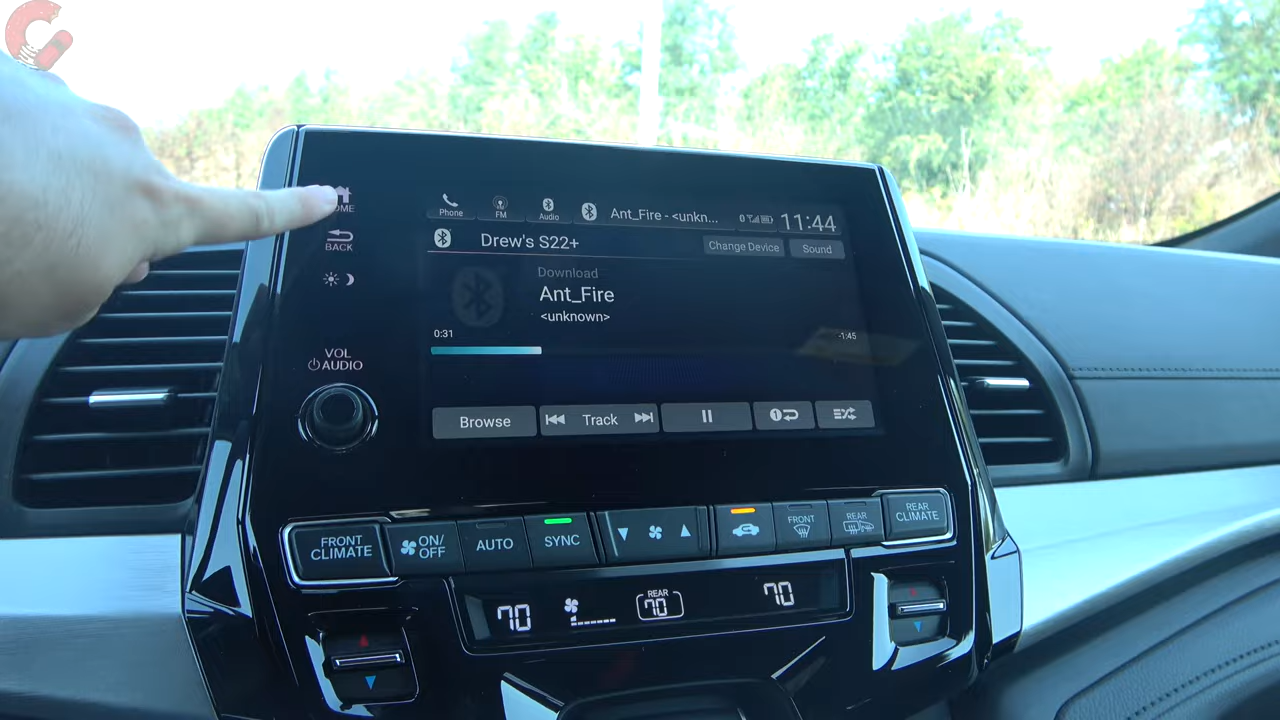 HOME
BACK
VOL
AUDIO
Phone
FM
Audio
Ant_Fire - <unkn...
11:44
Drew's S22+
Change Device
Sound
Download
Ant_Fire
<unknown>
0:31
-1:45
Browse
Track
1
FRONT
CLIMATE
ON/
OFF
AUTO
SYNC
FRONT
REAR
REAR
CLIMATE
70
REAR
70
70